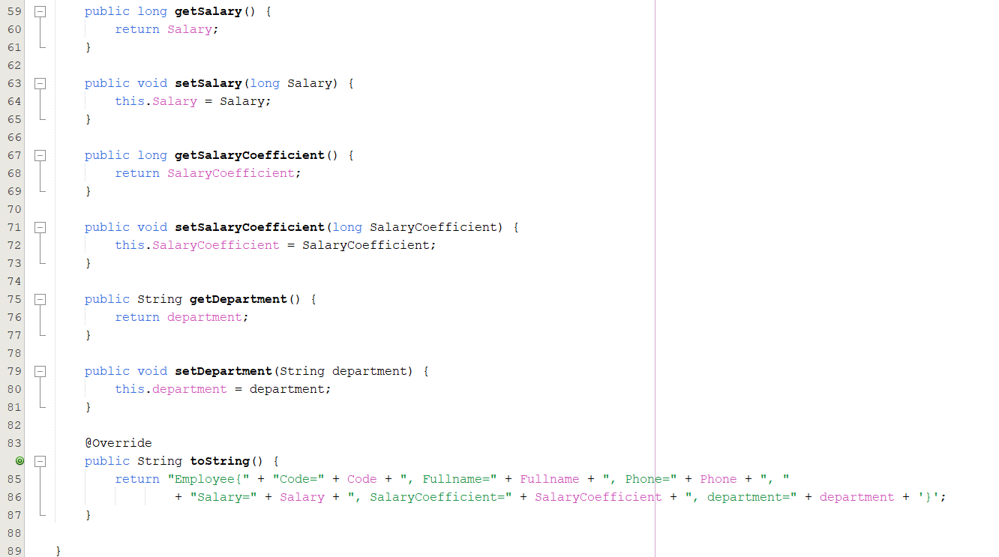 59 public long getSalary() {
60 return Salary;
61 }
62
63 public void setSalary(long Salary) {
64 this.Salary = Salary;
65 }
66
67 public long getSalaryCoefficient() {
68 return SalaryCoefficient;
69 }
70
71 public void setSalaryCoefficient(long SalaryCoefficient) {
72 this.SalaryCoefficient = SalaryCoefficient;
73 }
74
75 public String getDepartment() {
76 return department;
77 }
78
79 public void setDepartment(String department) {
80 this.department = department;
81 }
82
83 @Override
public String toString() {
85 return "Employee{" + "Code=" + Code + ", Fullname=" + Fullname + ", Phone=" + Phone + ", "
86 + "Salary=" + Salary + ", SalaryCoefficient=" + SalaryCoefficient + ", department=" + department + '}';
87 }
88
89 }